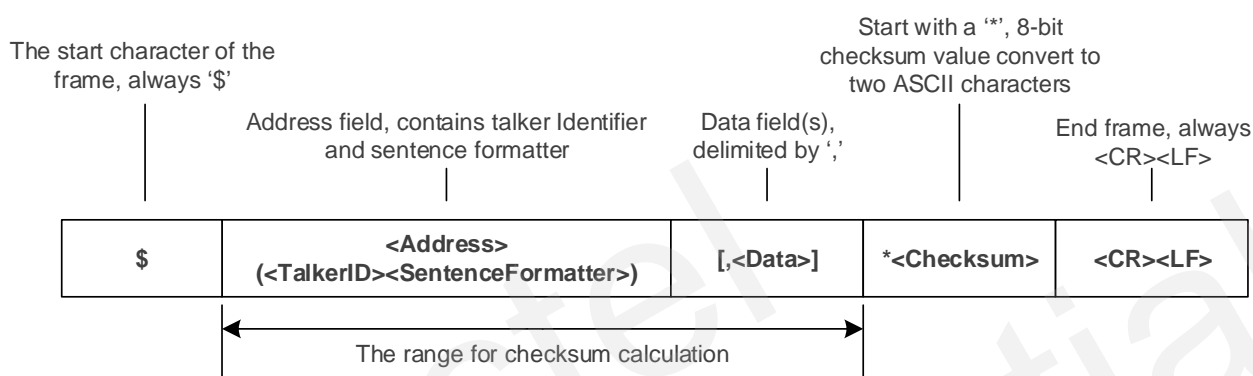 The start character of the
frame, always ‘$’
Address field, contains talker Identifier
and sentence formatter
Data field(s),
delimited by ‘,’
Start with a ‘*’, 8-bit
checksum value convert to
two ASCII characters
End frame, always
<CR><LF>
$
<Address>
(<TalkerID><SentenceFormatter>)
[,<Data>]
*<Checksum>
<CR><LF>
The range for checksum calculation